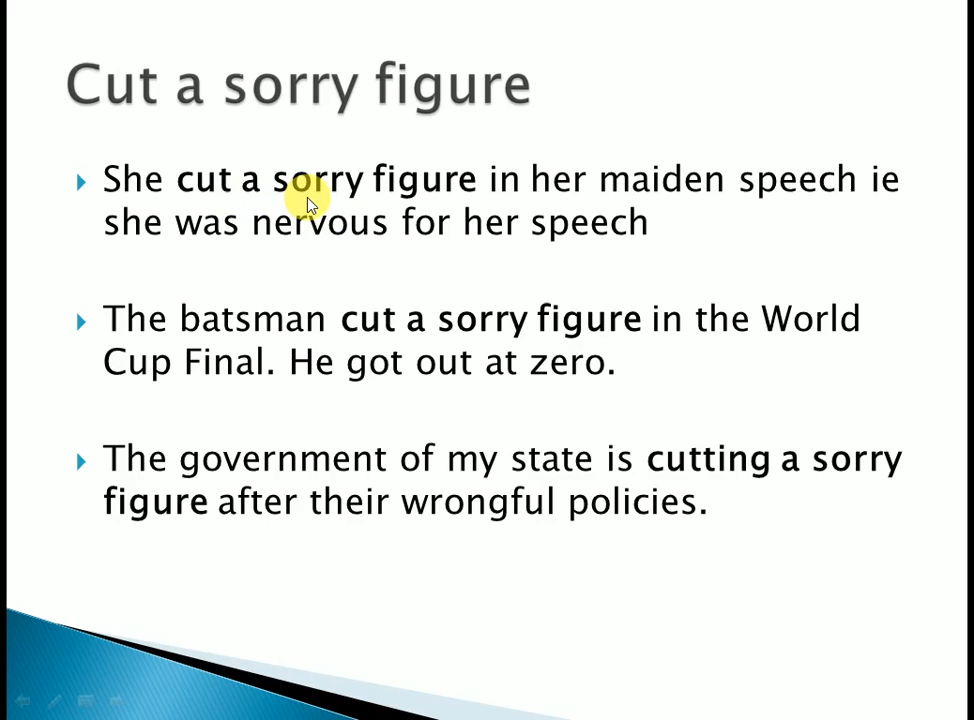 Cut a sorry figure
She cut a sorry figure in her maiden speech ie
she was nervous for her speech
The batsman cut a sorry figure in the World
Cup Final. He got out at zero.
The government of my state is cutting a sorry
figure after their wrongful policies.